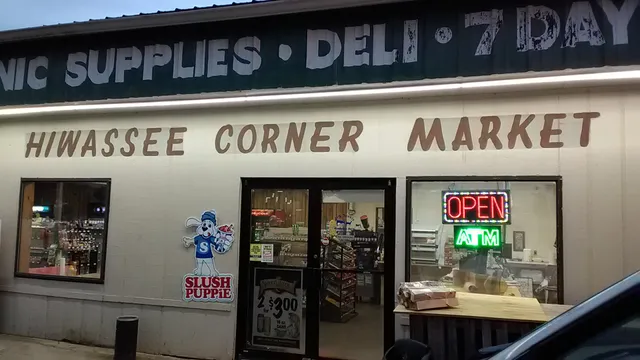 NIC SUPPLIES · DELI · 7 DAY
HIWASSEE CORNER MARKET
OPEN
ATM
S
SLUSH
PUPPiE
2 $3.00